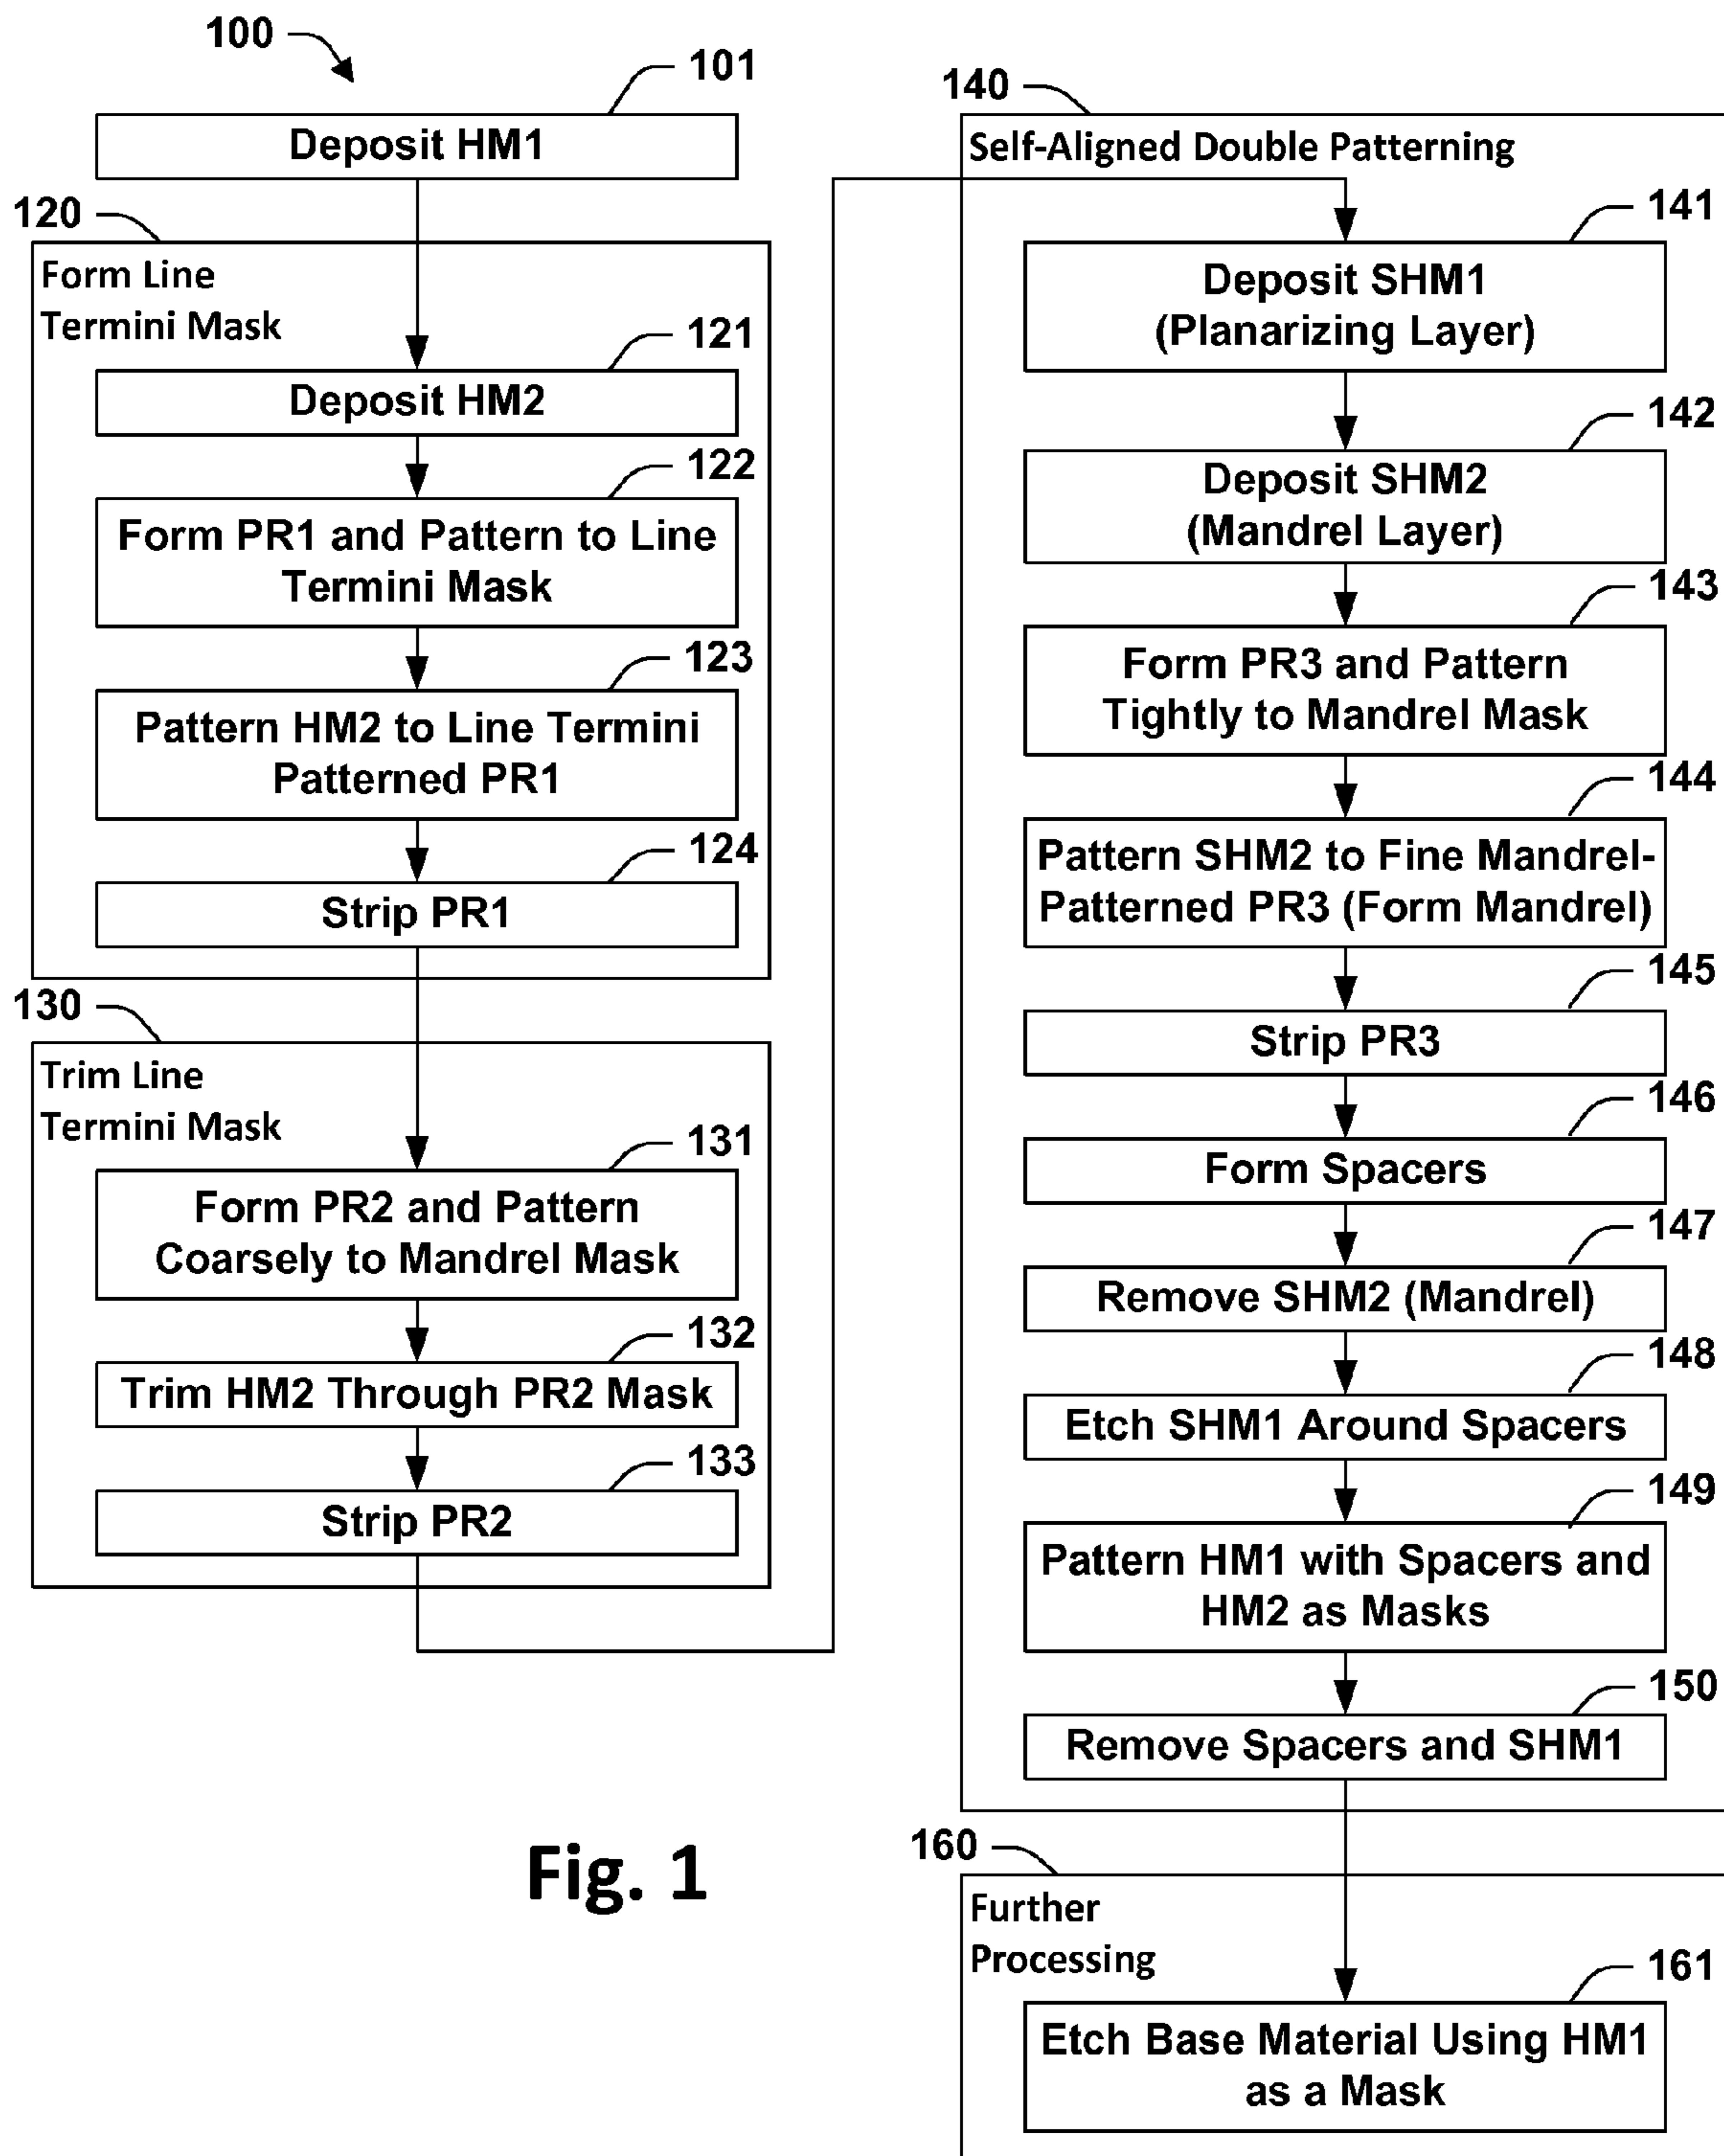 100
101
Deposit HM1
120
Form Line
Termini Mask
121
Deposit HM2
122
Form PR1 and Pattern to Line
Termini Mask
123
Pattern HM2 to Line Termini
Patterned PR1
124
Strip PR1
130
Trim Line
Termini Mask
131
Form PR2 and Pattern
Coarsely to Mandrel Mask
132
Trim HM2 Through PR2 Mask
133
Strip PR2
140
Self-Aligned Double Patterning
141
Deposit SHM1
(Planarizing Layer)
142
Deposit SHM2
(Mandrel Layer)
143
Form PR3 and Pattern
Tightly to Mandrel Mask
144
Pattern SHM2 to Fine Mandrel-
Patterned PR3 (Form Mandrel)
145
Strip PR3
146
Form Spacers
147
Remove SHM2 (Mandrel)
148
Etch SHM1 Around Spacers
149
Pattern HM1 with Spacers and
HM2 as Masks
150
Remove Spacers and SHM1
160
Further
Processing
161
Etch Base Material Using HM1
as a Mask
Fig. 1